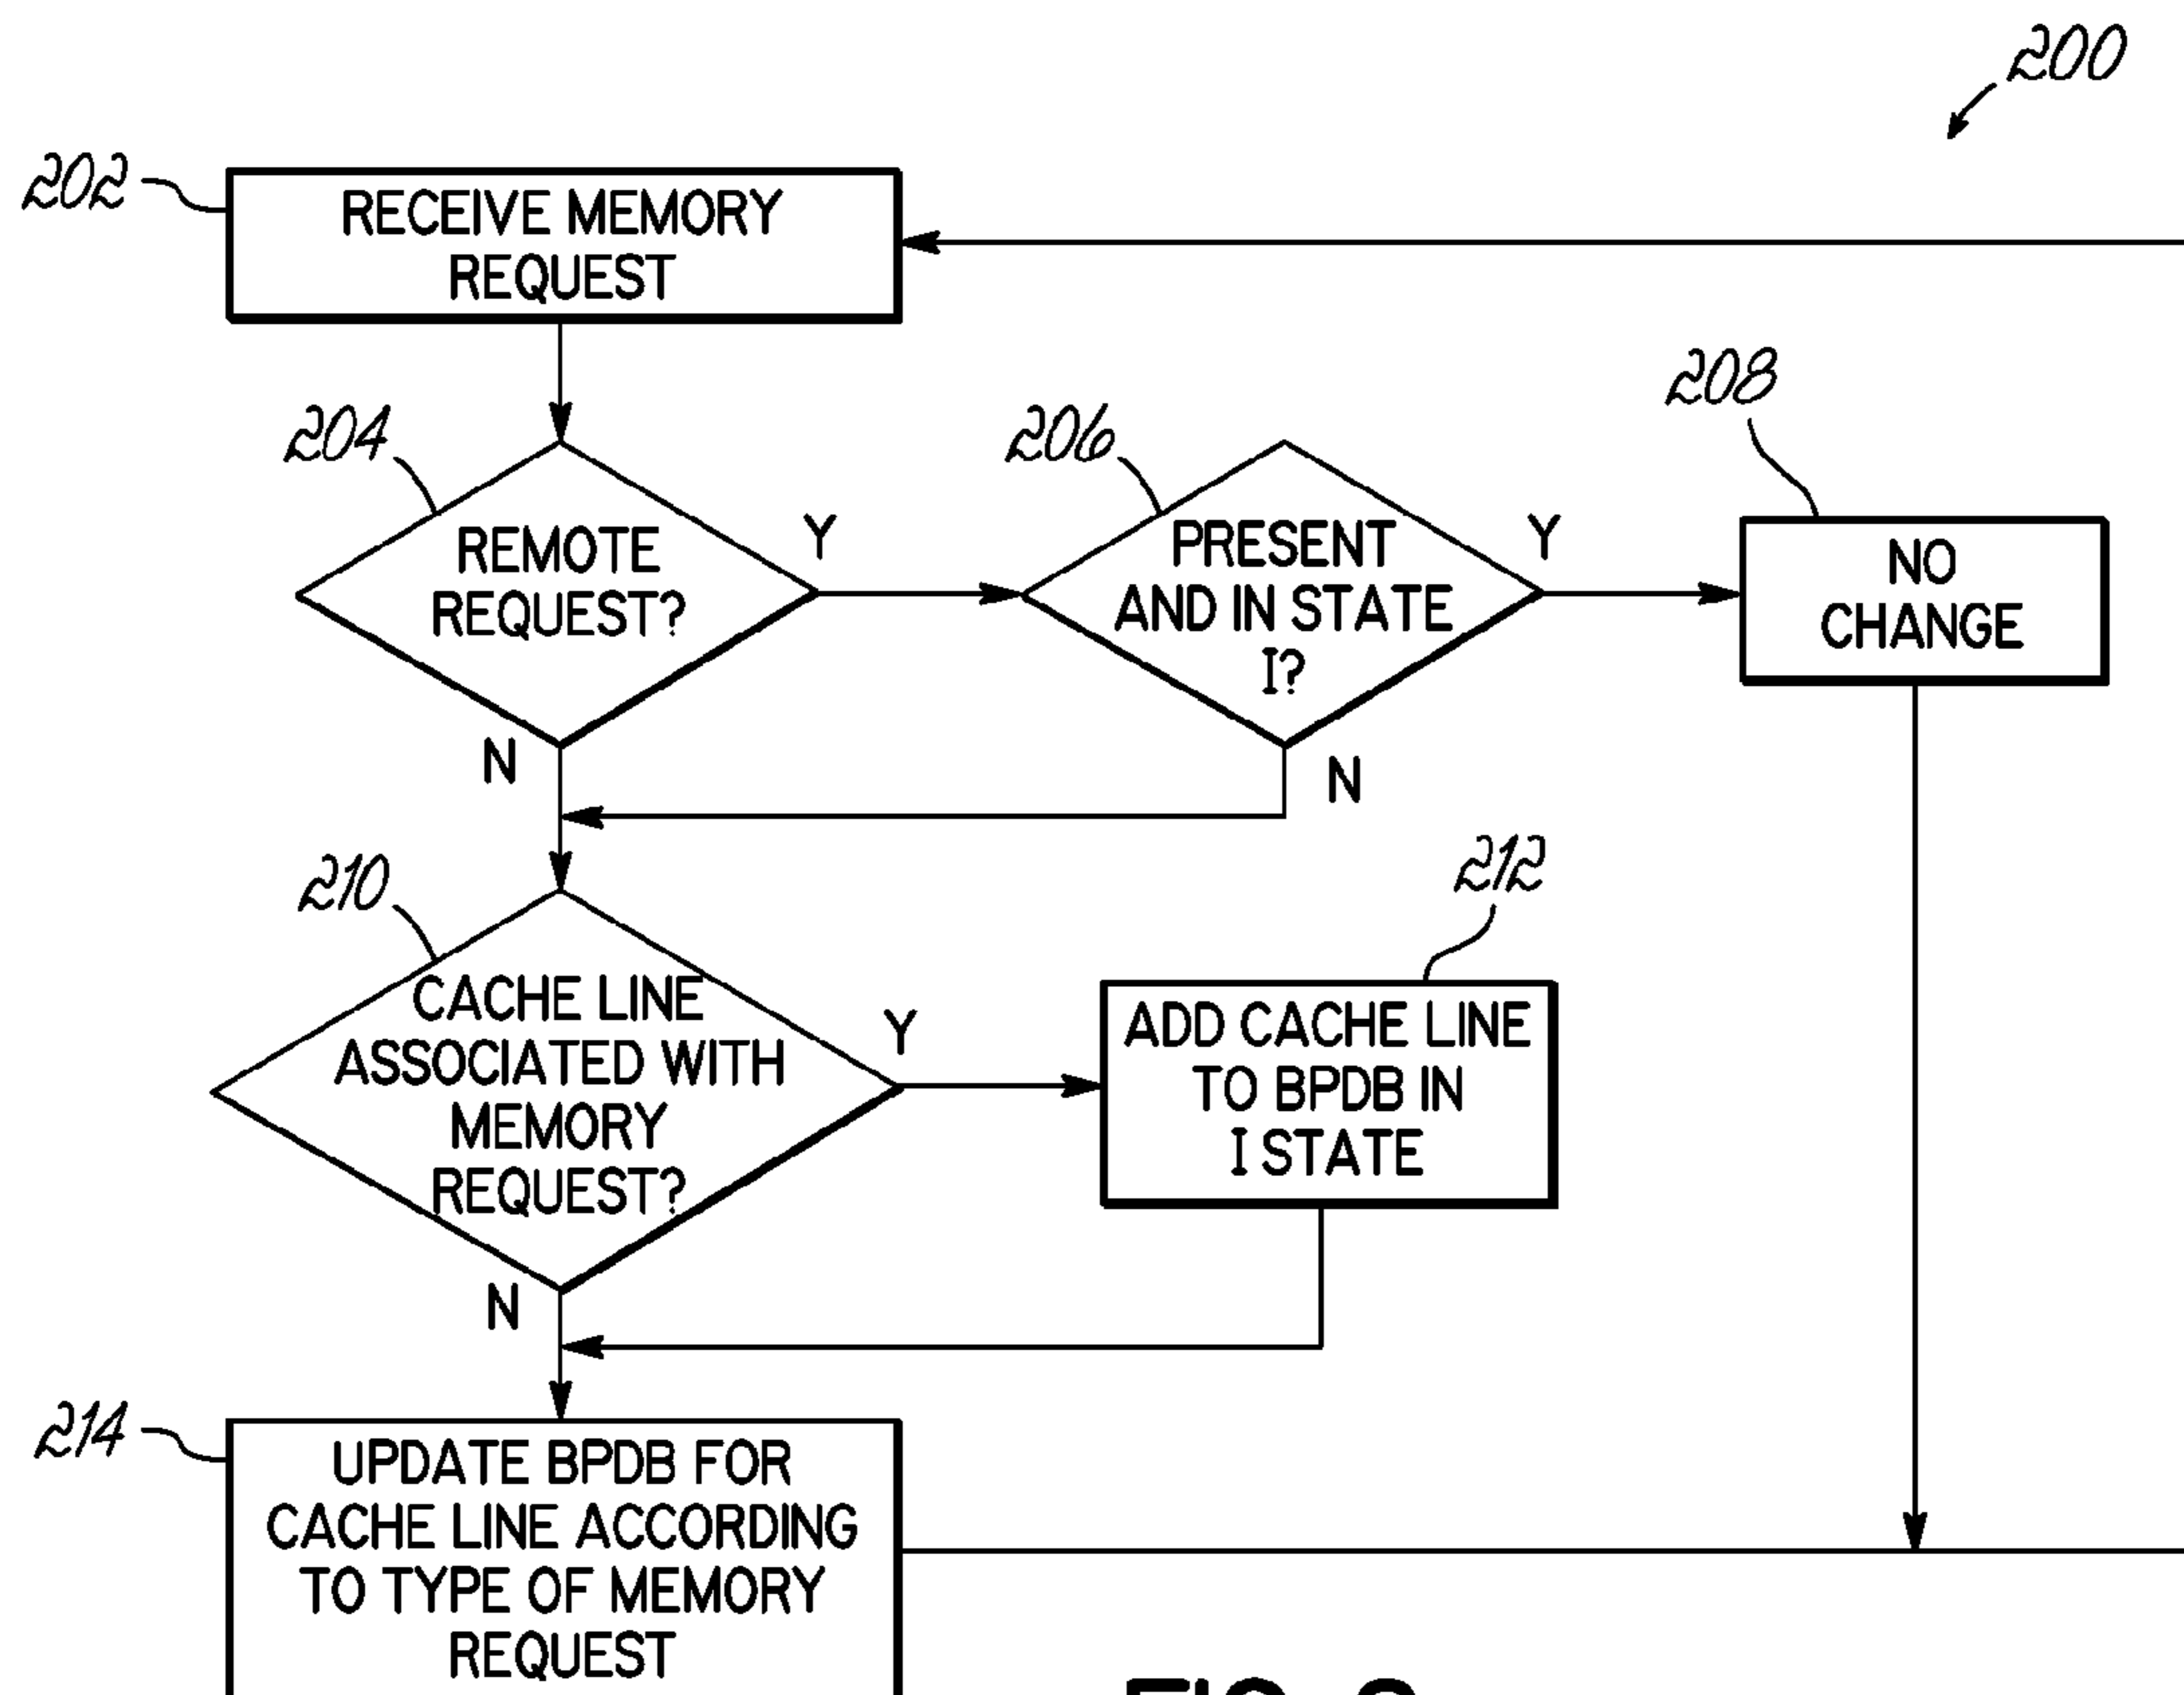 200
202
RECEIVE MEMORY
REQUEST
204
REMOTE
REQUEST?
Y
N
206
PRESENT
AND IN STATE
I?
Y
N
208
NO
CHANGE
210
CACHE LINE
ASSOCIATED WITH
MEMORY
REQUEST?
Y
N
212
ADD CACHE LINE
TO BPDB IN
I STATE
214
UPDATE BPDB FOR
CACHE LINE ACCORDING
TO TYPE OF MEMORY
REQUEST